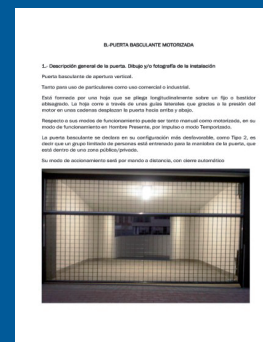 B.-PUERTA BASCULANTE MOTORIZADA
1.- Descripción general de la puerta. Dibujo y/o fotografía de la instalación
Puerta basculante de apertura vertical.
Tanto para uso de particulares como uso comercial o industrial.
Está formada por una hoja que se pliega longitudinalmente sobre un fijo o bastidor
abisagrado. La hoja corre a través de unas guías laterales que gracias a la presión del
motor en unas cadenas desplazan la puerta hacia arriba y abajo.
Respecto a sus modos de funcionamiento puede ser tanto manual como motorizada, en su
modo de funcionamiento en Hombre Presente, por impulso o modo Temporizado.
La puerta basculante se declara en su configuración más desfavorable, como Tipo 2, es
decir que un grupo limitado de personas está entrenado para la maniobra de la puerta, que
está dentro de una zona pública/privada.
Su modo de accionamiento será por mando a distancia, con cierre automático